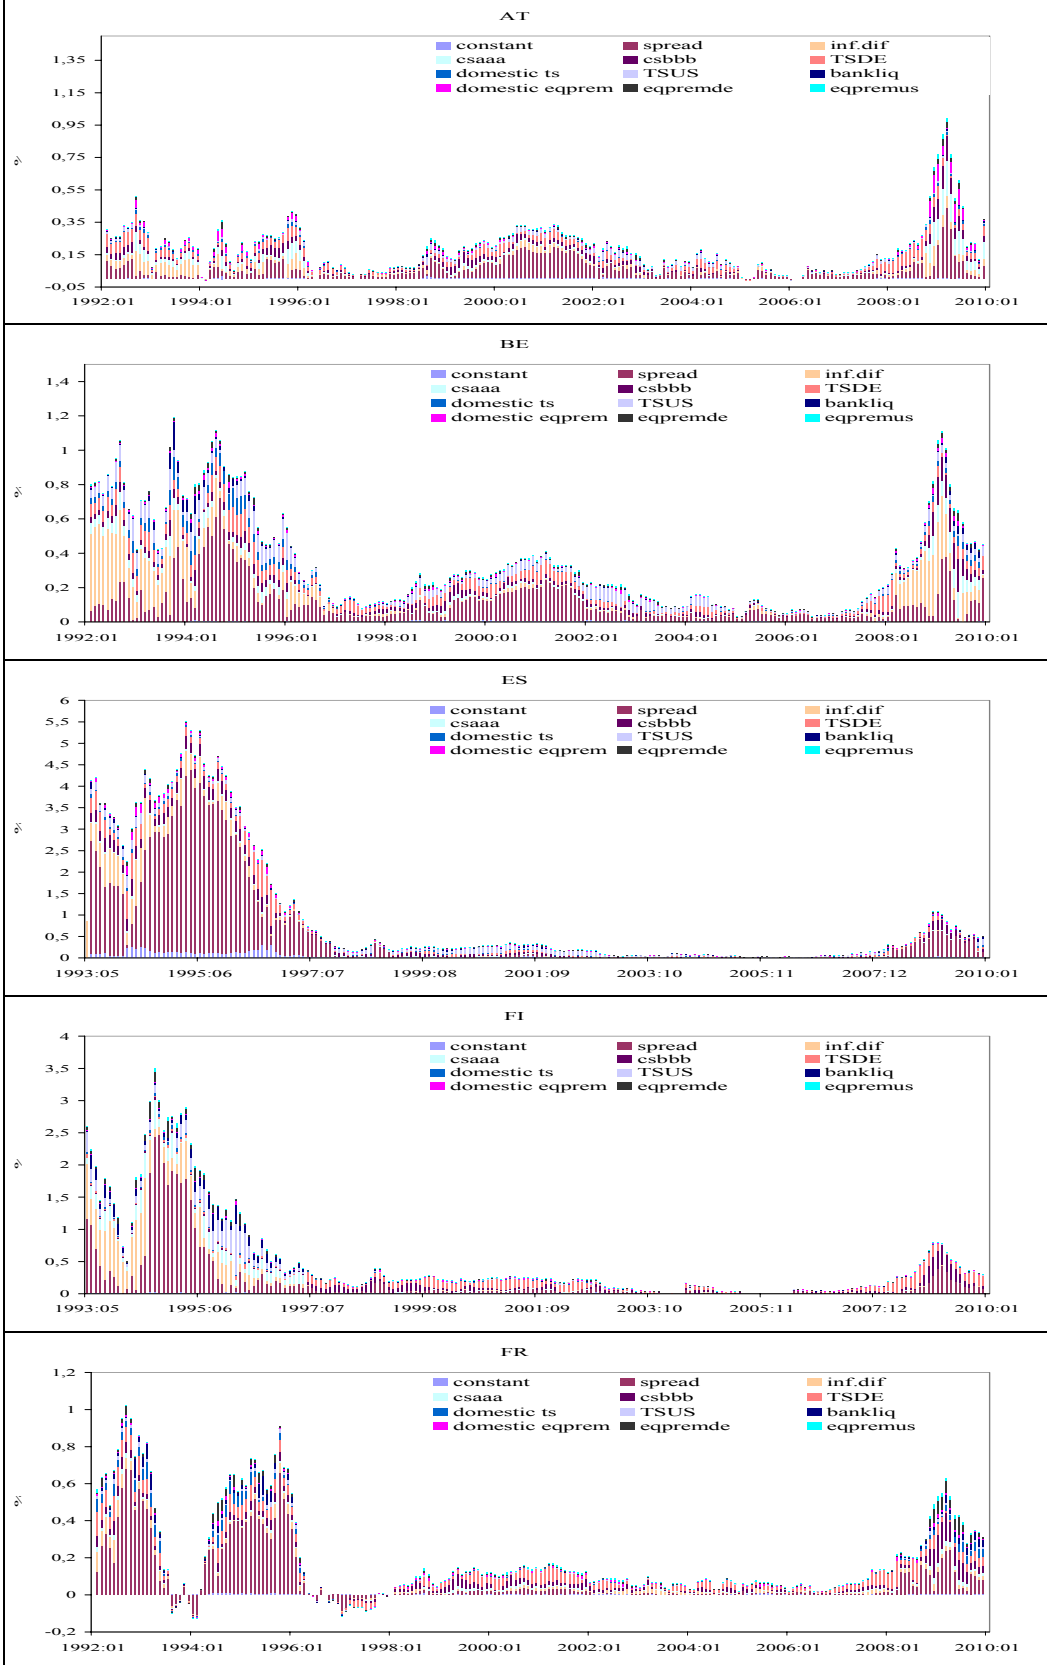 AT
constant spread inf.dif
csaaa csbbb TSDE
domestic ts TSUS bankliq
domestic eqprem eqpremde eqpremus
1,35
1,15
0,95
0,75
0,55
0,35
0,15
-0,05
%
1992:01 1994:01 1996:01 1998:01 2000:01 2002:01 2004:01 2006:01 2008:01 2010:01
BE
constant spread inf.dif
csaaa csbbb TSDE
domestic ts TSUS bankliq
domestic eqprem eqpremde eqpremus
1,4
1,2
1
0,8
0,6
0,4
0,2
0
%
1992:01 1994:01 1996:01 1998:01 2000:01 2002:01 2004:01 2006:01 2008:01 2010:01
ES
constant spread inf.dif
csaaa csbbb TSDE
domestic ts TSUS bankliq
domestic eqprem eqpremde eqpremus
6
5,5
5
4,5
4
3,5
3
2,5
2
1,5
1
0,5
0
%
1993:05 1995:06 1997:07 1999:08 2001:09 2003:10 2005:11 2007:12 2010:01
FI
constant spread inf.dif
csaaa csbbb TSDE
domestic ts TSUS bankliq
domestic eqprem eqpremde eqpremus
4
3,5
3
2,5
2
1,5
1
0,5
0
%
1993:05 1995:06 1997:07 1999:08 2001:09 2003:10 2005:11 2007:12 2010:01
FR
constant spread inf.dif
csaaa csbbb TSDE
domestic ts TSUS bankliq
domestic eqprem eqpremde eqpremus
1,2
1
0,8
0,6
0,4
0,2
0
-0,2
%
1992:01 1994:01 1996:01 1998:01 2000:01 2002:01 2004:01 2006:01 2008:01 2010:01